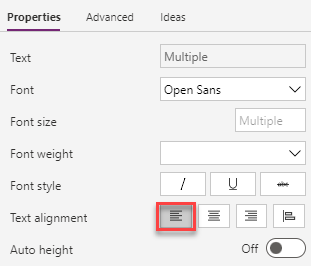 Properties Advanced Ideas
Text Multiple
Font Open Sans
Font size Multiple
Font weight
Font style / U abc
Text alignment
Auto height Off